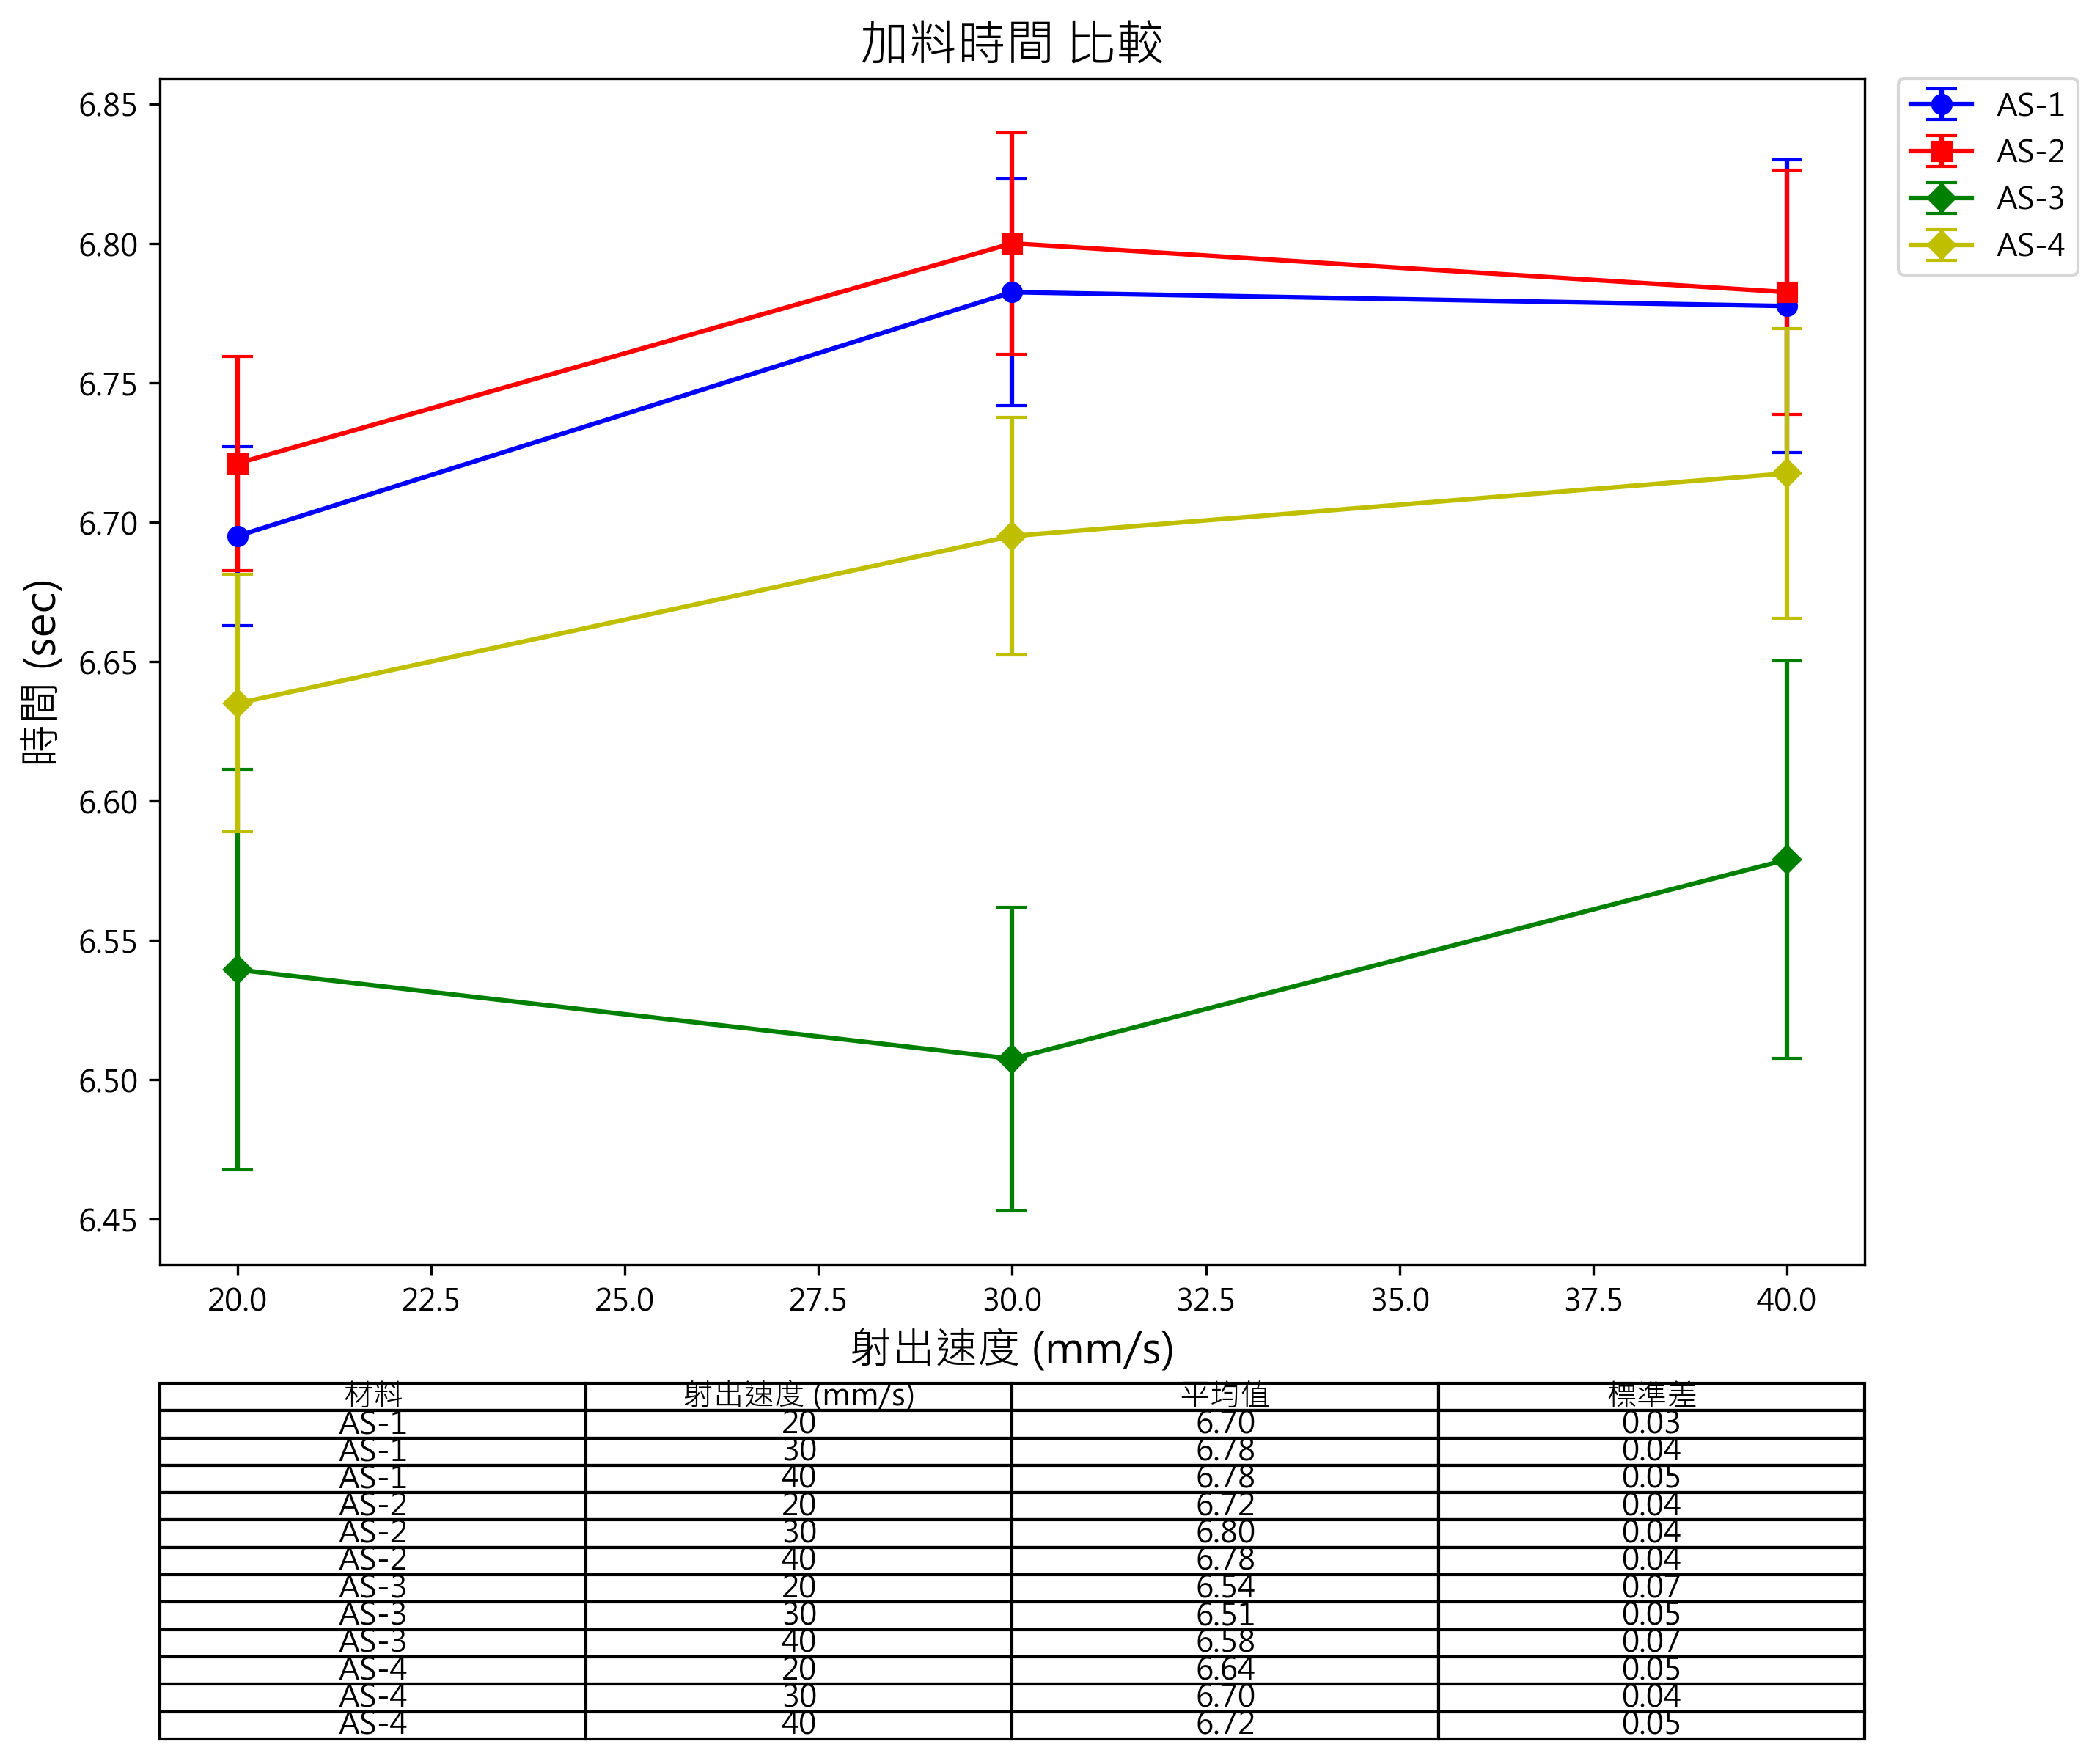 加料時間 比較
6.85
6.80
6.75
6.70
6.65
6.60
6.55
6.50
6.45
時間 (sec)
AS-1
AS-2
AS-3
AS-4
20.0 22.5 25.0 27.5 30.0 32.5 35.0 37.5 40.0
射出速度 (mm/s)
材料 射出速度 (mm/s) 平均值 標準差
AS-1 20 6.70 0.03
AS-1 30 6.78 0.04
AS-1 40 6.78 0.05
AS-2 20 6.72 0.04
AS-2 30 6.80 0.04
AS-2 40 6.78 0.04
AS-3 20 6.54 0.07
AS-3 30 6.51 0.05
AS-3 40 6.58 0.07
AS-4 20 6.64 0.05
AS-4 30 6.70 0.04
AS-4 40 6.72 0.05